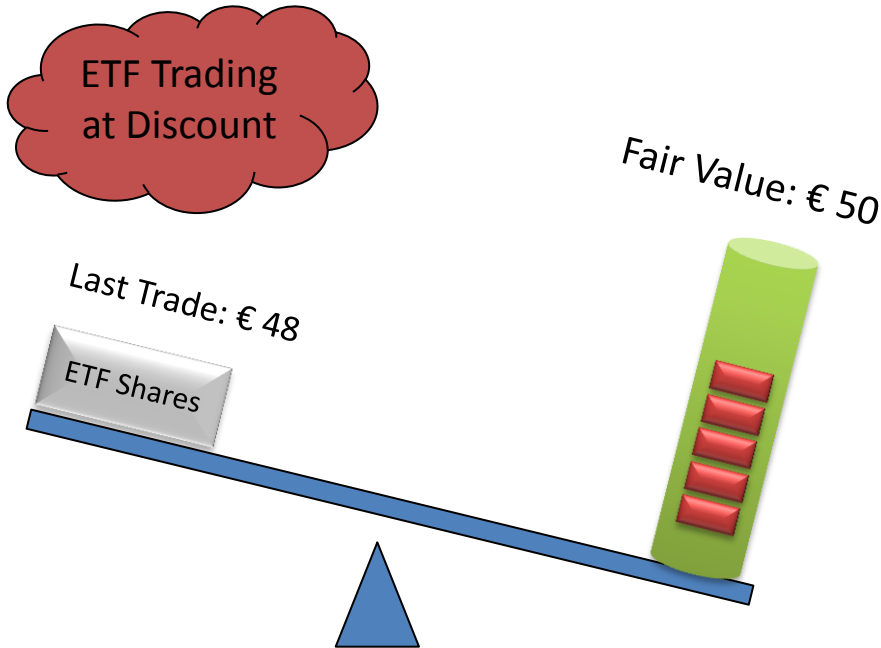 ETF Trading
at Discount
Fair Value: € 50
Last Trade: € 48
ETF Shares